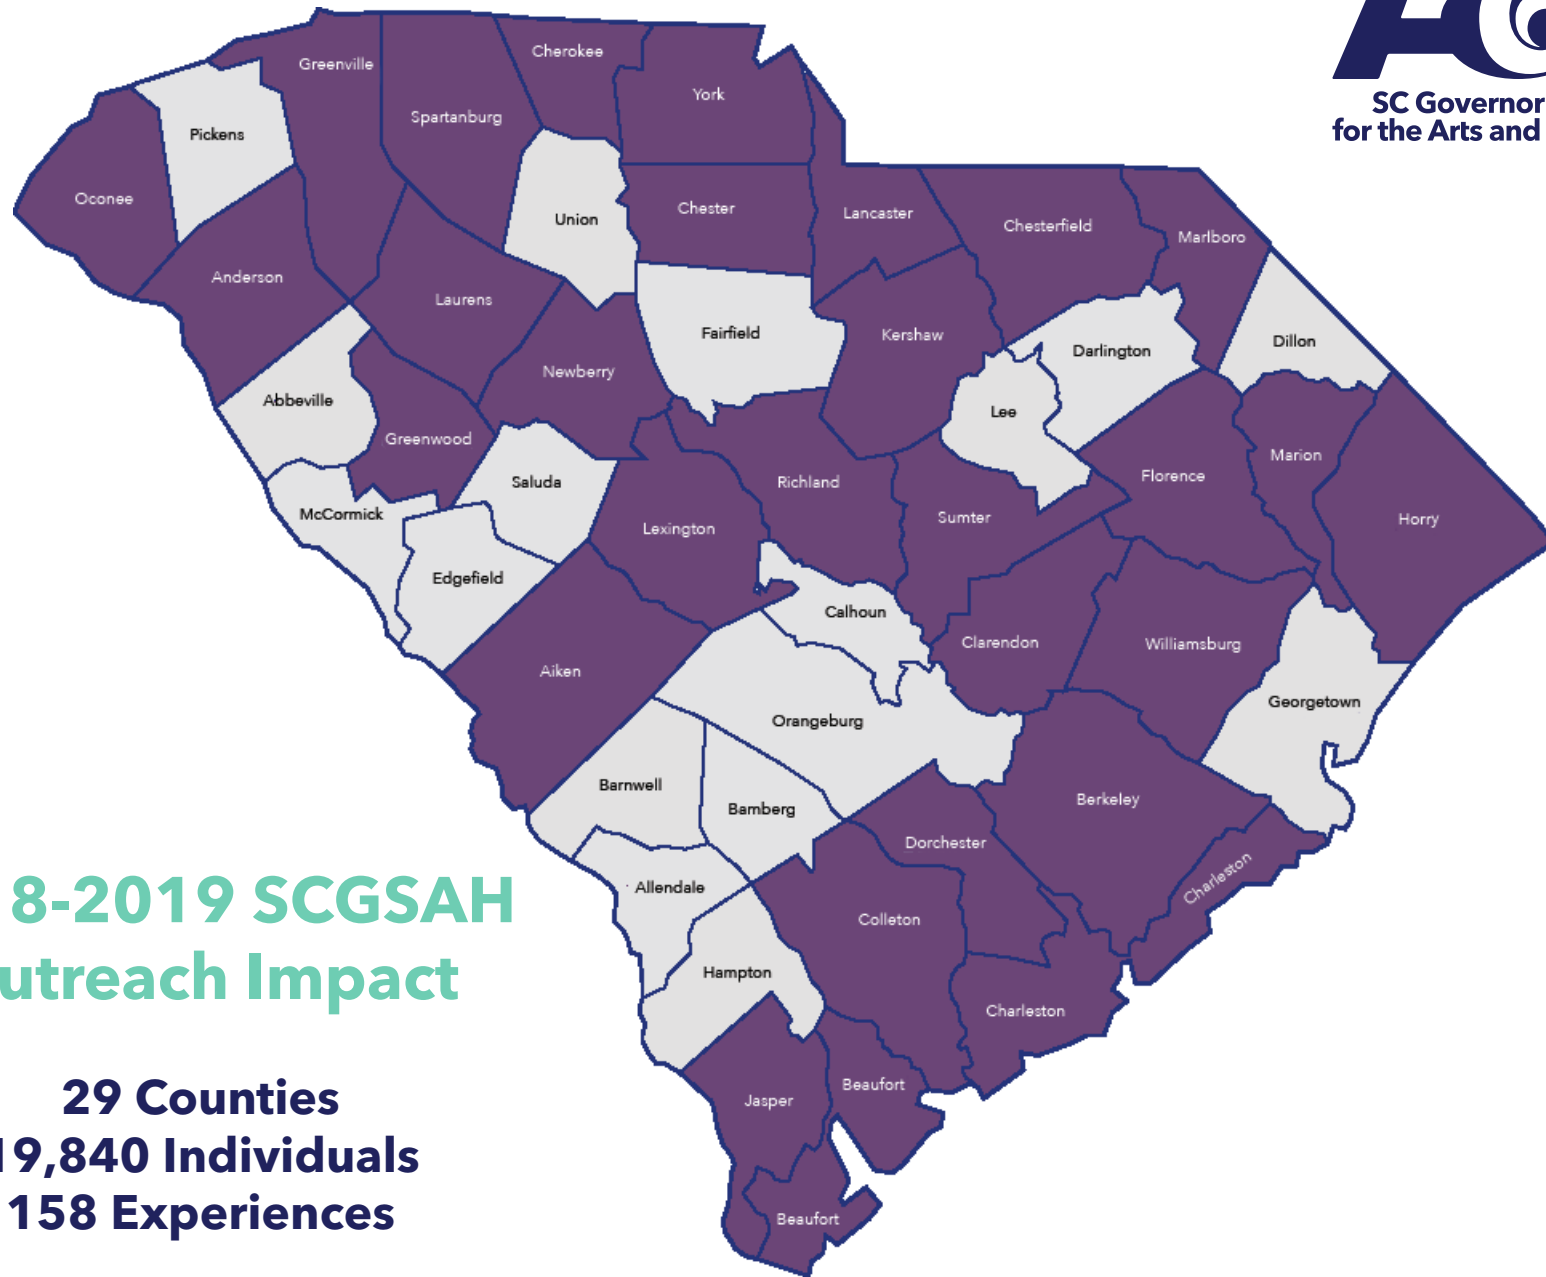 SC Governor
for the Arts and
Cherokee
Greenville
York
Spartanburg
Pickens
Oconee
Chester
Lancaster
Union
Chesterfield
Marlboro
Anderson
Laurens
Fairfield
Kershaw
Dillon
Darlington
Newberry
Abbeville
Lee
Greenwood
Marion
Saluda
Richland
Florence
McCormick
Lexington
Sumter
Horry
Edgefield
Calhoun
Clarendon
Williamsburg
Aiken
Georgetown
Orangeburg
Barnwell
Bamberg
Berkeley
Dorchester
Charleston
Allendale
Colleton
Hampton
Charleston
Beaufort
Jasper
Beaufort
8-2019 SCGSAH
utreach Impact
29 Counties
19,840 Individuals
158 Experiences